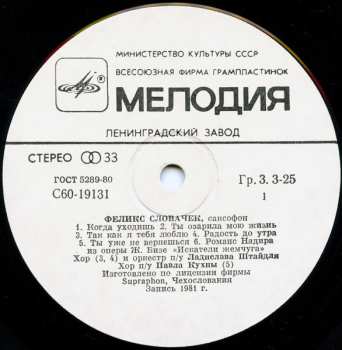 МИНИСТЕРСТВО КУЛЬТУРЫ СССР
ВСЕСОЮЗНАЯ ФИРМА ГРАМПЛАСТИНОК
МЕЛОДИЯ
ЛЕНИНГРАДСКИЙ ЗАВОД
СТЕРЕО 33
ГОСТ 5289-80
С60-19131
Гр. 3. 3-25
1
ФЕЛИКС СЛОВАЧЕК, саксофон
1. Когда уходишь 2. Ты озарила мою жизнь
3. Так как я тебя люблю 4. Радость до утра
5. Ты уже не вернешься 6. Романс Надира
из оперы Ж. Бизе «Искатели жемчуга»
Хор (3, 4) и оркестр п/у Ладислава Штайдля
Хор п/у Павла Кухны (5)
Изготовлено по лицензии фирмы
Supraphon, Чехословакия
Запись 1981 г.